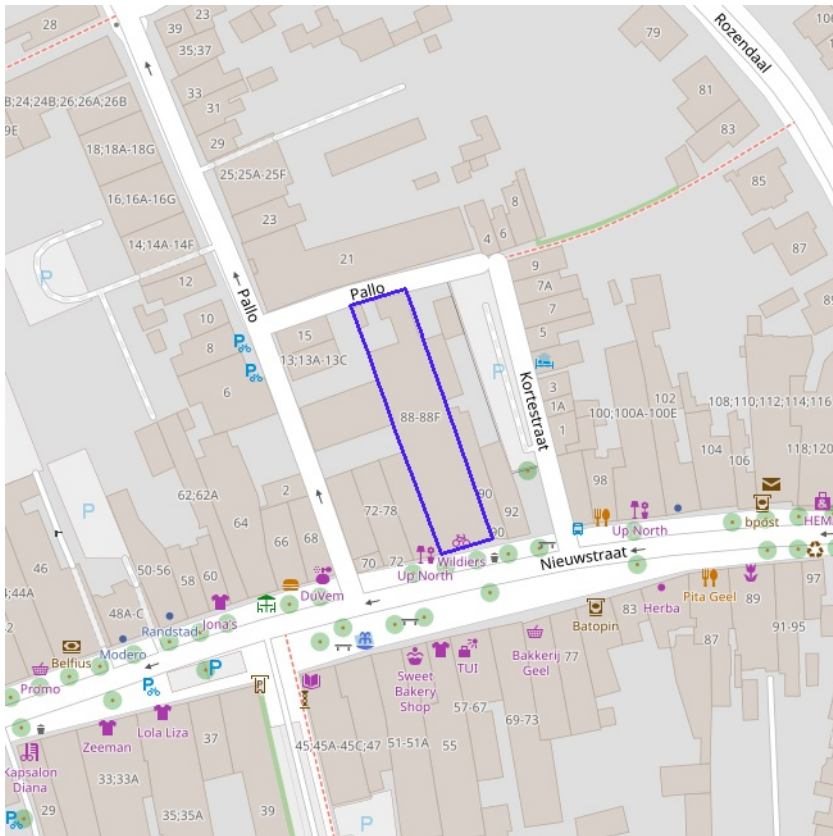 28
23
39
35;37
79
Rozendaal
B;24;24B;26;26A;26B
33
31
81
9E
18;18A-18G
29
83
25;25A-25F
16,16A-16G
8
85
23
6
14;14A-14F
4
87
21
9
P
12
Pallo
7A
Pallo
10
15
7
8
13;13A-13C
5
P
6
P
3
102
Kortestraat
88-88F
1A
100;100A-100E
108;110;112;114;116
1
104
118;120
106
98
2
90
62;62A
72-78
92
P
64
Up North
bpost
HEMA
66
68
90
70
72
Wildiers
Nieuwstraat
50-56
Up North
46
58
60
DuVem
97
48A-C
Jona's
Herba
Pita Geel
89
Randstad
Batopin
83
Modero
Belfius
87
91-95
Promo
P
TUI
Bakkerij
Geel
77
Sweet
Bakery
Shop
P
P
Lola Liza
57-67
Zeeman
37
69-73
45;45A-45C;47
51-51A
55
Kapsalon
Diana
33;33A
29
35;35A
39
P
P